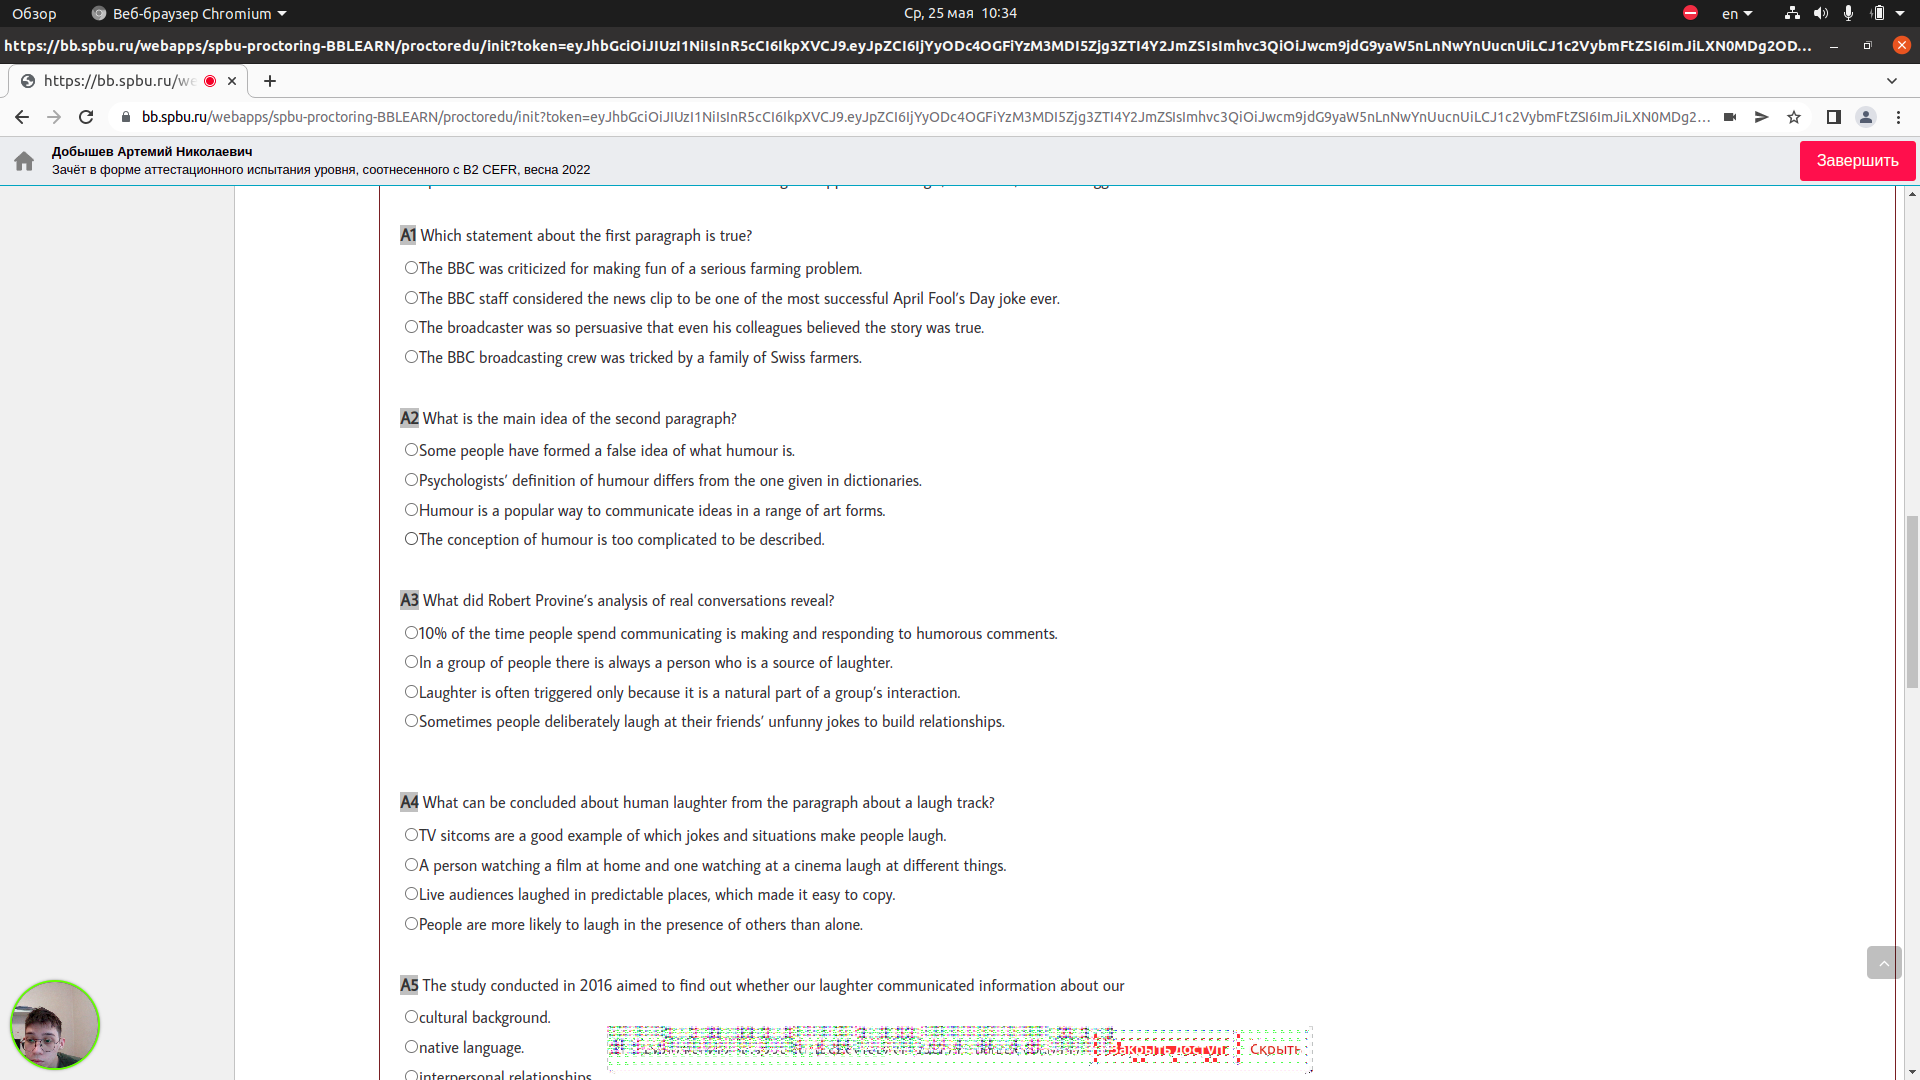 Обзор
Веб-браузер Chromium
Ср, 25 мая 10:34
en
https://bb.spbu.ru/webapps/spbu-proctoring-BBLEARN/proctoredu/init?token=eyJhbGciOiJIUzI1NiIsInR5cCI6IkpXVCJ9.eyJpZCI6IjYyODc4OGFiYzM3MDI5Zjg3ZTI4Y2JmZSIsImhvc3QiOiJwcm9jdG9yaW5nLnNwYnUucnUiLCJ1c2VybmFtZSI6ImJiLXN0MDg2OD...
https://bb.spbu.ru/we
bb.spbu.ru/webapps/spbu-proctoring-BBLEARN/proctoredu/init?token=eyJhbGciOiJIUzI1NiIsInR5cCI6IkpXVCJ9.eyJpZCI6IjYyODc4OGFiYzM3MDI5Zjg3ZTI4Y2JmZSIsImhvc3QiOiJwcm9jdG9yaW5nLnNwYnUucnUiLCJ1c2VybmFtZSI6ImJiLXN0MDg2...
Добышев Артемий Николаевич
Зачёт в форме аттестационного испытания уровня, соотнесенного с B2 CEFR, весна 2022
Завершить
A1 Which statement about the first paragraph is true?
The BBC was criticized for making fun of a serious farming problem.
The BBC staff considered the news clip to be one of the most successful April Fool’s Day joke ever.
The broadcaster was so persuasive that even his colleagues believed the story was true.
The BBC broadcasting crew was tricked by a family of Swiss farmers.
A2 What is the main idea of the second paragraph?
Some people have formed a false idea of what humour is.
Psychologists’ definition of humour differs from the one given in dictionaries.
Humour is a popular way to communicate ideas in a range of art forms.
The conception of humour is too complicated to be described.
A3 What did Robert Provine’s analysis of real conversations reveal?
10% of the time people spend communicating is making and responding to humorous comments.
In a group of people there is always a person who is a source of laughter.
Laughter is often triggered only because it is a natural part of a group’s interaction.
Sometimes people deliberately laugh at their friends’ unfunny jokes to build relationships.
A4 What can be concluded about human laughter from the paragraph about a laugh track?
TV sitcoms are a good example of which jokes and situations make people laugh.
A person watching a film at home and one watching at a cinema laugh at different things.
Live audiences laughed in predictable places, which made it easy to copy.
People are more likely to laugh in the presence of others than alone.
A5 The study conducted in 2016 aimed to find out whether our laughter communicated information about our
cultural background.
native language.
Закрыть доступ
Скрыть
interpersonal relationships.